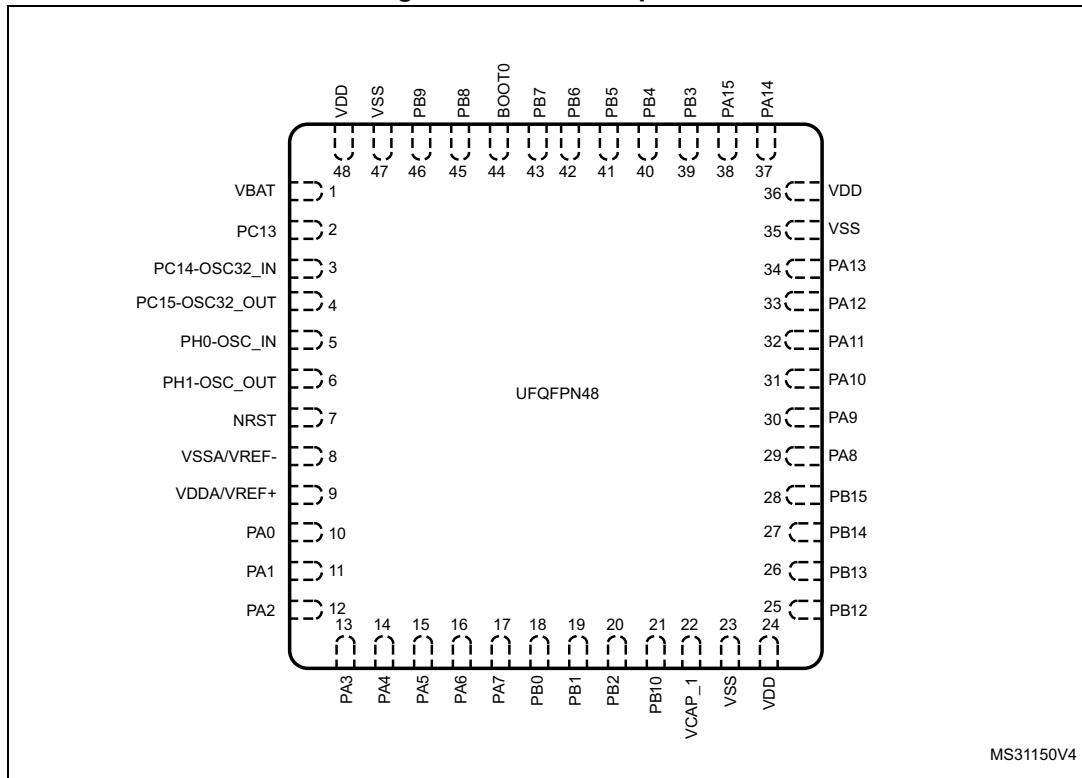 VDD
VSS
PB9
PB8
BOOT0
PB7
PB6
PB5
PB4
PB3
PA15
PA14
48 47 46 45 44 43 42 41 40 39 38 37
VBAT 1 36 VDD
PC13 2 35 VSS
PC14-OSC32_IN 3 34 PA13
PC15-OSC32_OUT 4 33 PA12
PH0-OSC_IN 5 32 PA11
PH1-OSC_OUT 6 31 PA10
UFQFPN48
NRST 7 30 PA9
VSSA/VREF- 8 29 PA8
VDDA/VREF+ 9 28 PB15
PA0 10 27 PB14
PA1 11 26 PB13
PA2 12 25 PB12
13 14 15 16 17 18 19 20 21 22 23 24
PA3
PA4
PA5
PA6
PA7
PB0
PB1
PB2
PB10
VCAP_1
VSS
VDD
MS31150V4